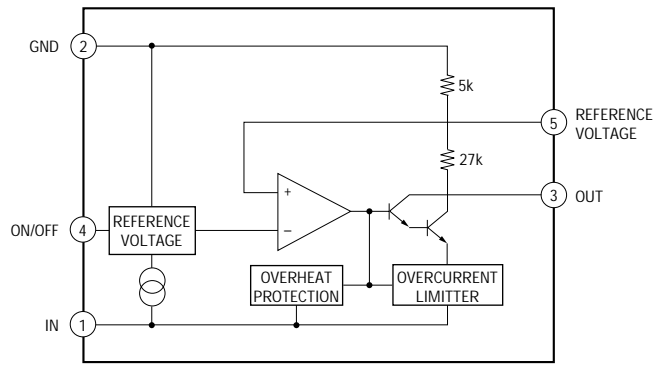 GND 2
5k
5 REFERENCE
VOLTAGE
27k
3 OUT
+
−
ON/OFF 4
REFERENCE
VOLTAGE
OVERHEAT
PROTECTION
OVERCURRENT
LIMITTER
IN 1